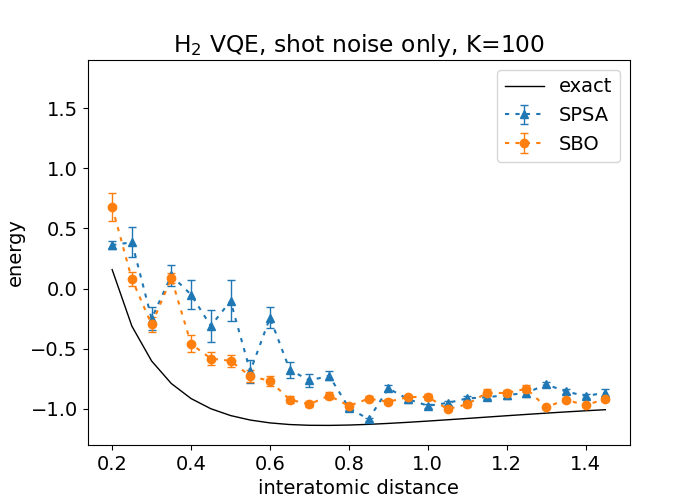 H₂ VQE, shot noise only, K=100
exact
SPSA
SBO
energy
1.5
1.0
0.5
0.0
−0.5
−1.0
0.2 0.4 0.6 0.8 1.0 1.2 1.4
interatomic distance